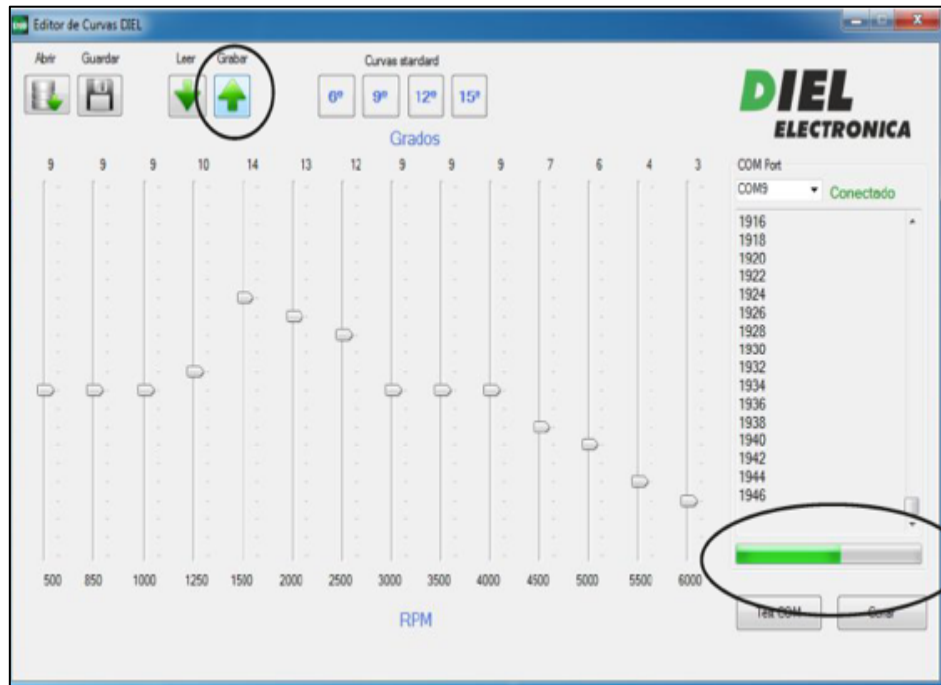 Editor de Curvas DIEL
Abrir Guardar Leer Grabar Curvas standard
6º 9º 12º 15º
DIEL
ELECTRONICA
Grados
9 9 9 10 14 13 12 9 9 9 7 6 4 3
COM Port
COM9 Conectado
1916
1918
1920
1922
1924
1926
1928
1930
1932
1934
1936
1938
1940
1942
1944
1946
500 850 1000 1250 1500 2000 2500 3000 3500 4000 4500 5000 5500 6000
Test COM Cerrar
RPM